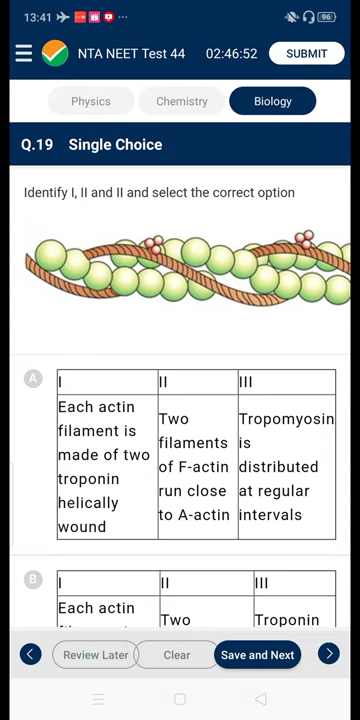 13:41 ... 96
NTA NEET Test 44 02:46:52 SUBMIT
Physics Chemistry Biology
Q.19 Single Choice
Identify I, II and II and select the correct option
A
I II III
Each actin filament is made of two troponin helically wound
Two filaments of F-actin run close to A-actin
Tropomyosin is distributed at regular intervals
B
I II III
Each actin
Two
Troponin
Review Later Clear Save and Next